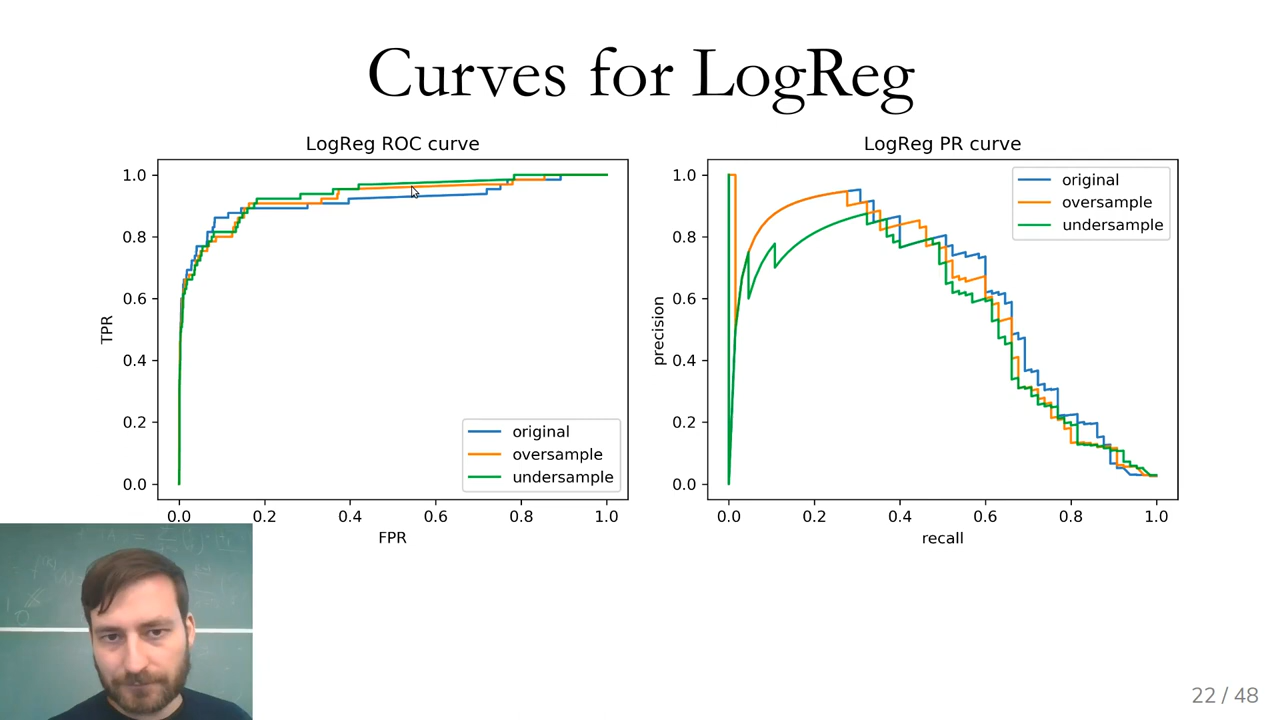 Curves for LogReg
LogReg ROC curve
1.0
0.8
0.6
0.4
0.2
0.0
TPR
0.0 0.2 0.4 0.6 0.8 1.0
FPR
original
oversample
undersample
LogReg PR curve
1.0
0.8
0.6
0.4
0.2
0.0
precision
0.0 0.2 0.4 0.6 0.8 1.0
recall
original
oversample
undersample
22 / 48